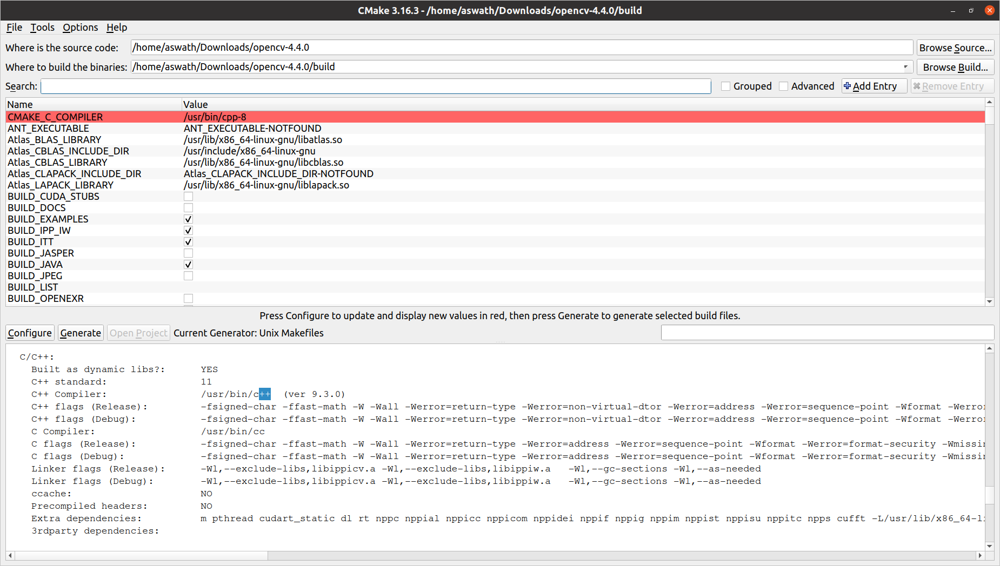 CMake 3.16.3 - /home/aswath/Downloads/opencv-4.4.0/build
File Tools Options Help
Where is the source code: /home/aswath/Downloads/opencv-4.4.0 Browse Source...
Where to build the binaries: /home/aswath/Downloads/opencv-4.4.0/build Browse Build...
Search: Grouped Advanced Add Entry Remove Entry
Name Value
CMAKE_C_COMPILER /usr/bin/cpp-8
ANT_EXECUTABLE ANT_EXECUTABLE-NOTFOUND
Atlas_BLAS_LIBRARY /usr/lib/x86_64-linux-gnu/libatlas.so
Atlas_CBLAS_INCLUDE_DIR /usr/include/x86_64-linux-gnu
Atlas_CBLAS_LIBRARY /usr/lib/x86_64-linux-gnu/libcblas.so
Atlas_CLAPACK_INCLUDE_DIR Atlas_CLAPACK_INCLUDE_DIR-NOTFOUND
Atlas_LAPACK_LIBRARY /usr/lib/x86_64-linux-gnu/liblapack.so
BUILD_CUDA_STUBS
BUILD_DOCS
BUILD_EXAMPLES
BUILD_IPP_IW
BUILD_ITT
BUILD_JASPER
BUILD_JAVA
BUILD_JPEG
BUILD_LIST
BUILD_OPENEXR
Press Configure to update and display new values in red, then press Generate to generate selected build files.
Configure Generate Open Project Current Generator: Unix Makefiles
C/C++:
Built as dynamic libs?: YES
C++ standard: 11
C++ Compiler: /usr/bin/c++ (ver 9.3.0)
C++ flags (Release): -fsigned-char -ffast-math -W -Wall -Werror=return-type -Werror=non-virtual-dtor -Werror=address -Werror=sequence-point -Wformat -Werror
C++ flags (Debug): -fsigned-char -ffast-math -W -Wall -Werror=return-type -Werror=non-virtual-dtor -Werror=address -Werror=sequence-point -Wformat -Werror
C Compiler: /usr/bin/cc
C flags (Release): -fsigned-char -ffast-math -W -Wall -Werror=return-type -Werror=address -Werror=sequence-point -Wformat -Werror=format-security -Wmissin
C flags (Debug): -fsigned-char -ffast-math -W -Wall -Werror=return-type -Werror=address -Werror=sequence-point -Wformat -Werror=format-security -Wmissin
Linker flags (Release): -Wl,--exclude-libs,libippicv.a -Wl,--exclude-libs,libippiw.a -Wl,--gc-sections -Wl,--as-needed
Linker flags (Debug): -Wl,--exclude-libs,libippicv.a -Wl,--exclude-libs,libippiw.a -Wl,--gc-sections -Wl,--as-needed
ccache: NO
Precompiled headers: NO
Extra dependencies: m pthread cudart_static dl rt nppc nppial nppicc nppicom nppidei nppif nppig nppim nppist nppisu nppitc npps cufft -L/usr/lib/x86_64-li
3rdparty dependencies: